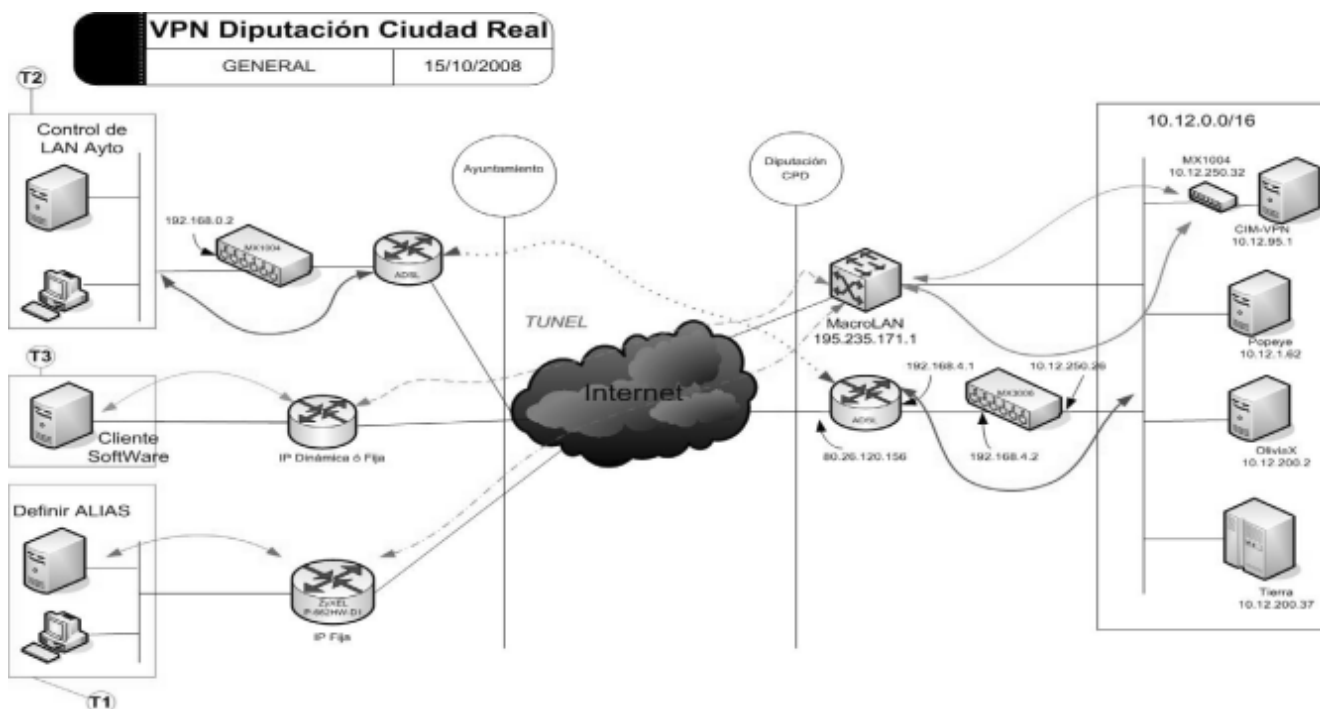 VPN Diputación Ciudad Real
GENERAL
15/10/2008
T2
Control de
LAN Ayto
192.168.0.2
MX1004
ADSL
Ayuntamiento
Diputación
CPD
10.12.0.0/16
MX1004
10.12.250.32
CIM-VPN
10.12.95.1
TUNEL
MacroLAN
195.235.171.1
Popeye
10.12.1.62
T3
Cliente
SoftWare
IP Dinámica ó Fija
Internet
192.168.4.1
10.12.250.26
ADSL
80.26.120.156
192.168.4.2
OliviaX
10.12.200.2
Definir ALIAS
ZyXEL
IP Fija
Tierra
10.12.200.37
T1